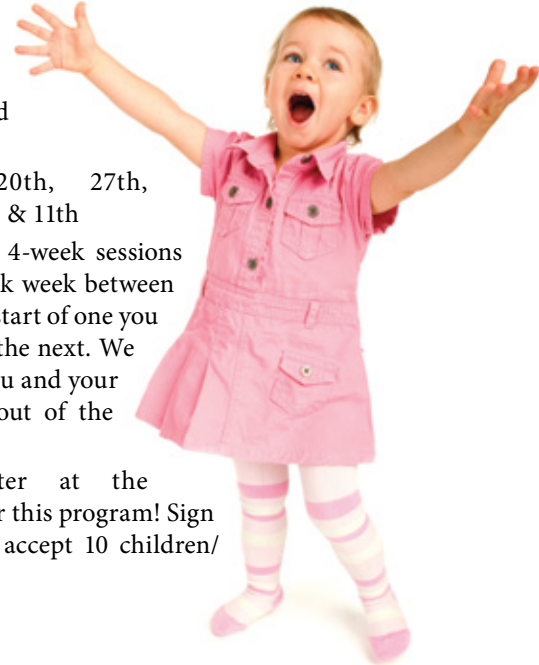 d
20th, 27th,
& 11th
4-week sessions
k week between
start of one you
the next. We
u and your
out of the
ter at the
r this program! Sign
accept 10 children/